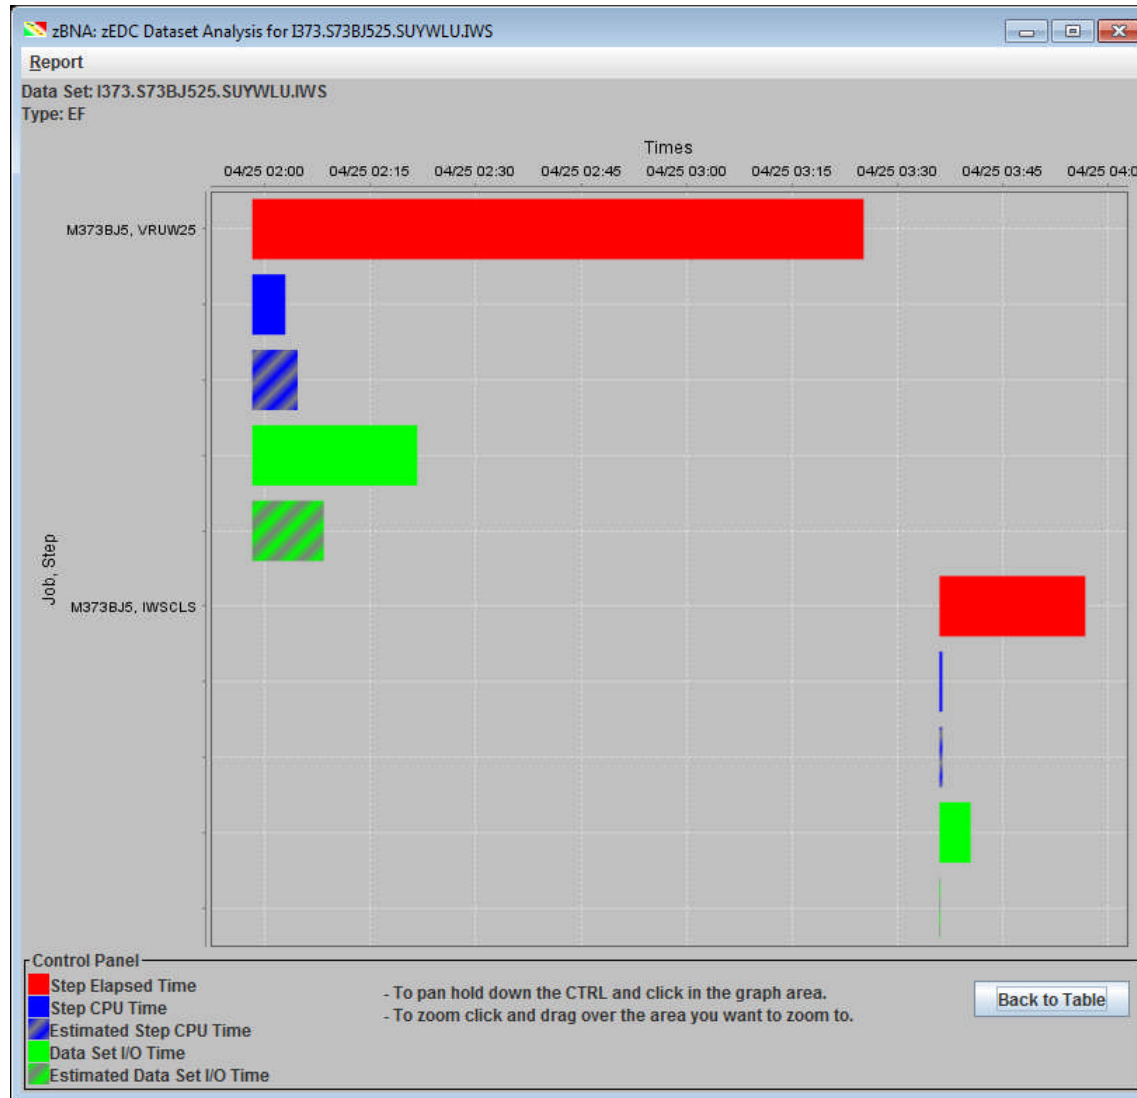 zBNA: zEDC Dataset Analysis for I373.S73BJ525.SUYWLU.IWS
Report
Data Set: I373.S73BJ525.SUYWLU.IWS
Type: EF
Times
04/25 02:00 04/25 02:15 04/25 02:30 04/25 02:45 04/25 03:00 04/25 03:15 04/25 03:30 04/25 03:45 04/25 04:0
M373BJ5, VRUW25
Job, Step
M373BJ5, IWSCLS
Control Panel
Step Elapsed Time
Step CPU Time
Estimated Step CPU Time
Data Set I/O Time
Estimated Data Set I/O Time
- To pan hold down the CTRL and click in the graph area.
- To zoom click and drag over the area you want to zoom to.
Back to Table